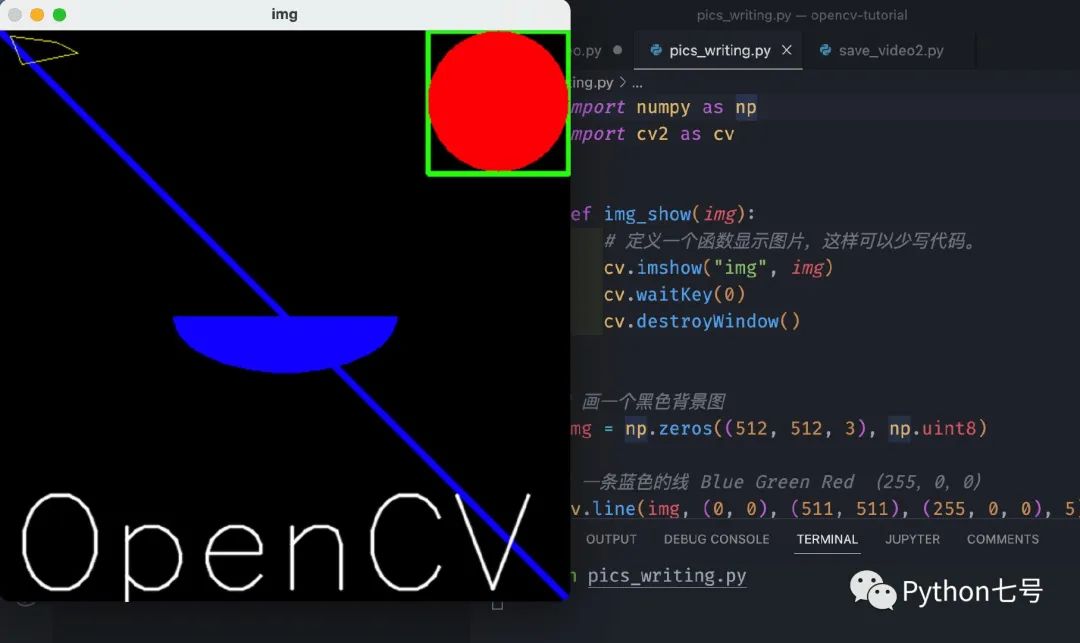 img
OpenCV
pics_writing.py — opencv-tutorial
eo.py
pics_writing.py
save_video2.py
ing.py > ...
mport numpy as np
mport cv2 as cv
ef img_show(img):
# 定义一个函数显示图片，这样可以少写代码。
cv.imshow("img", img)
cv.waitKey(0)
cv.destroyWindow()
画一个黑色背景图
mg = np.zeros((512, 512, 3), np.uint8)
一条蓝色的线 Blue Green Red （255，0，0）
v.line(img, (0, 0), (511, 511), (255, 0, 0), 5
OUTPUT DEBUG CONSOLE TERMINAL JUPYTER COMMENTS
pics_writing.py
Python七号